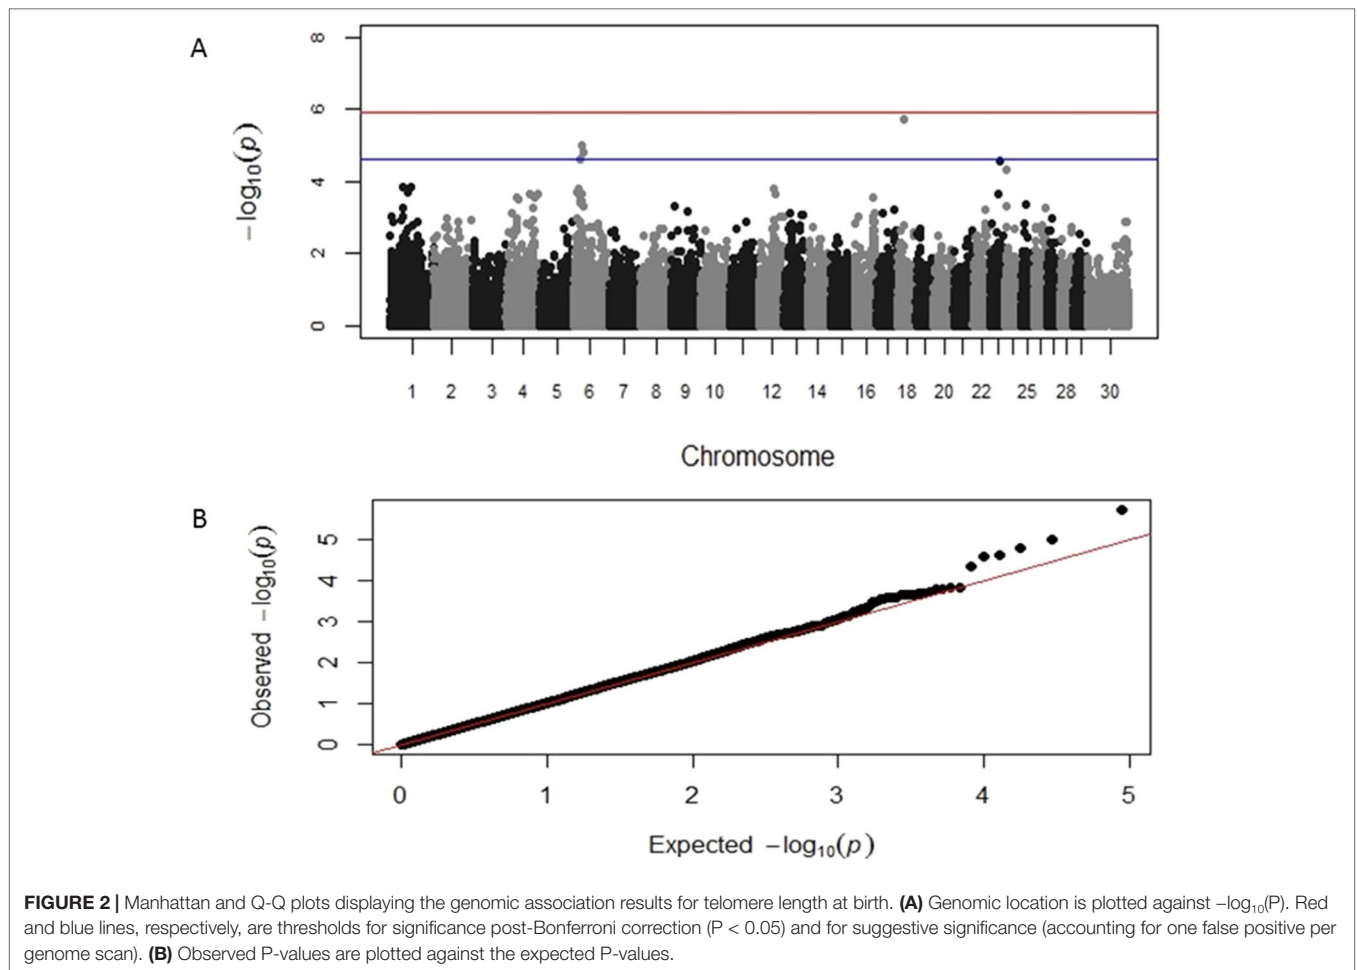 A
8
6
4
2
0
−log₁₀(p)
1 2 3 4 5 6 7 8 9 10 12 14 16 18 20 22 25 28 30
Chromosome
B
5
4
3
2
1
0
Observed −log₁₀(p)
0 1 2 3 4 5
Expected −log₁₀(p)
FIGURE 2 | Manhattan and Q-Q plots displaying the genomic association results for telomere length at birth. (A) Genomic location is plotted against −log₁₀(P). Red
and blue lines, respectively, are thresholds for significance post-Bonferroni correction (P < 0.05) and for suggestive significance (accounting for one false positive per
genome scan). (B) Observed P-values are plotted against the expected P-values.